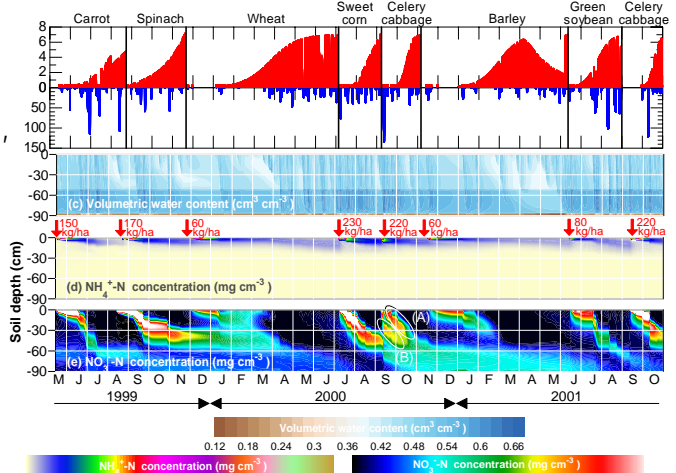 Carrot Spinach Wheat Sweet corn Celery cabbage Barley Green soybean Celery cabbage
8
6
4
2
0
50
100
150
,
0
-30
-60
-90
(c) Volumetric water content (cm³ cm⁻³ )
150 kg/ha 170 kg/ha 60 kg/ha 230 kg/ha 220 kg/ha 60 kg/ha 80 kg/ha 220 kg/ha
Soil depth (cm)
0
-30
-60
-90
(d) NH₄⁺-N concentration (mg cm⁻³ )
0
-30
-60
-90
(A)
(B)
(e) NO₃⁻-N concentration (mg cm⁻³ )
M J J A S O N D J F M A M J J A S O N D J F M A M J J A S O
1999 2000 2001
Volumetric water content (cm³ cm⁻³ )
0.12 0.18 0.24 0.3 0.36 0.42 0.48 0.54 0.6 0.66
NH₄⁺-N concentration (mg cm⁻³ ) NO₃⁻-N concentration (mg cm⁻³ )